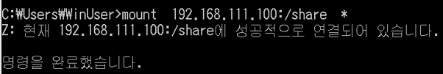 C:₩Users₩WinUser>mount  192.168.111.100:/share  *
Z: 현재 192.168.111.100:/share에 성공적으로 연결되어 있습니다.
명령을 완료했습니다.